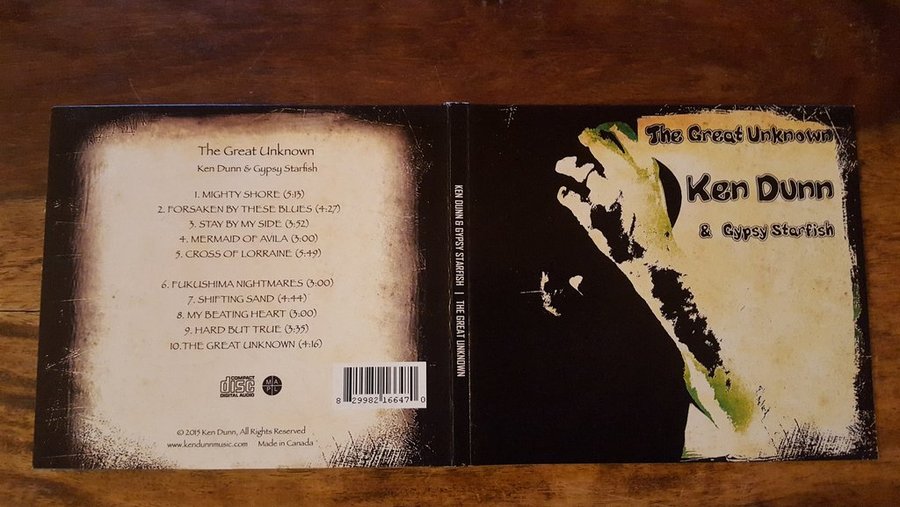 The Great Unknown
Ken Dunn & Gypsy Starfish
1. MIGHTY SHORE (5:13)
2. FORSAKEN BY THESE BLUES (4:27)
3. STAY BY MY SIDE (3:52)
4. MERMAID OF AVILA (3:00)
5. CROSS OF LORRAINE (5:49)
6. FUKUSHIMA NIGHTMARES (3:00)
7. SHIFTING SAND (4:44)
8. MY BEATING HEART (3:00)
9. HARD BUT TRUE (3:35)
10. THE GREAT UNKNOWN (4:16)
COMPACT
disc
DIGITAL AUDIO
M A
P L
8 29982 16647 0
© 2015 Ken Dunn, All Rights Reserved
www.kendunnmusic.com Made in Canada
KEN DUNN & GYPSY STARFISH | THE GREAT UNKNOWN
The Great Unknown
Ken Dunn
& Gypsy Starfish